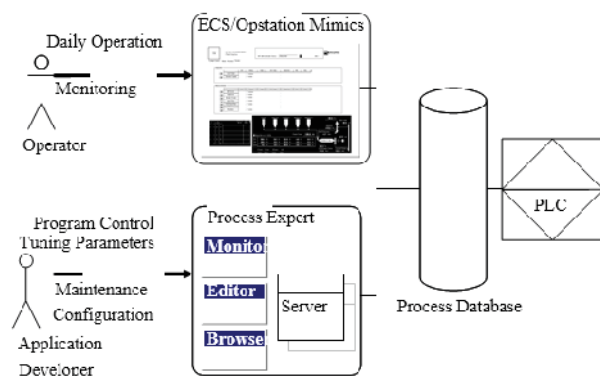 ECS/Opstation Mimics
Daily Operation
Monitoring
Operator
Program Control
Tuning Parameters
Maintenance
Configuration
Application
Developer
Process Expert
Monito
Editor
Browse
Server
Process Database
PLC